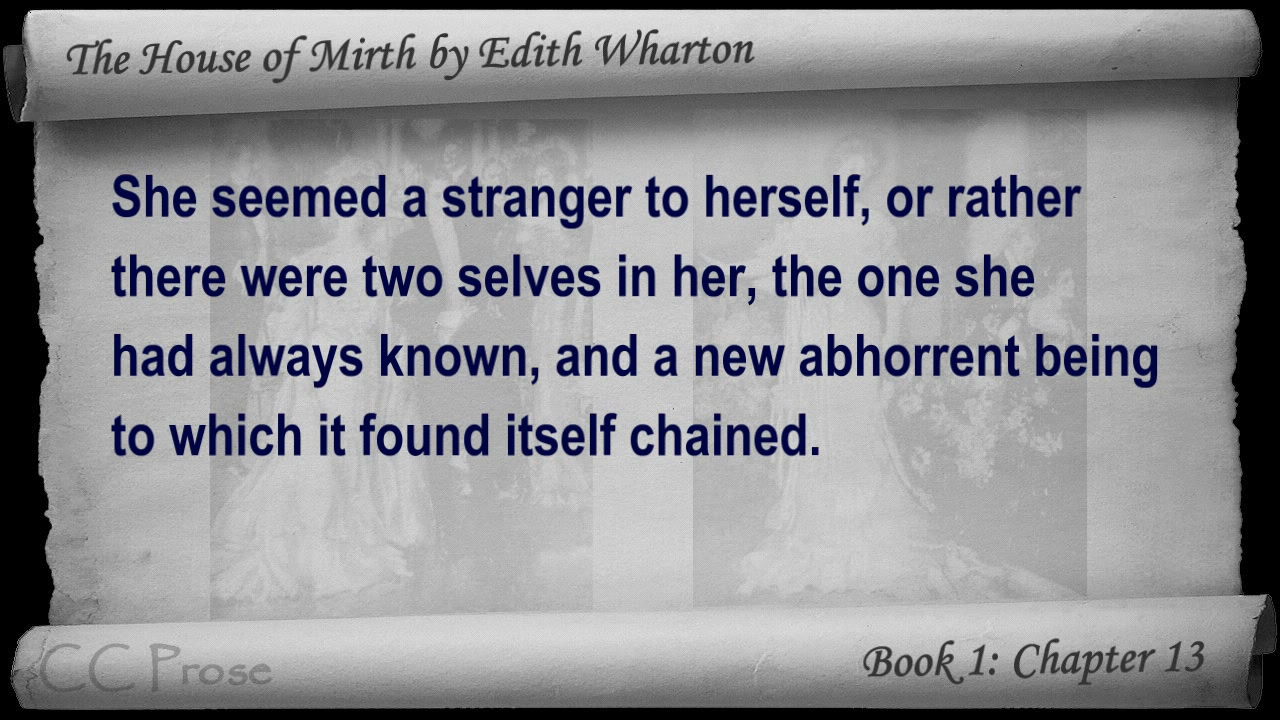 The House of Mirth by Edith Wharton
She seemed a stranger to herself, or rather
there were two selves in her, the one she
had always known, and a new abhorrent being
to which it found itself chained.
CC Prose
Book 1: Chapter 13